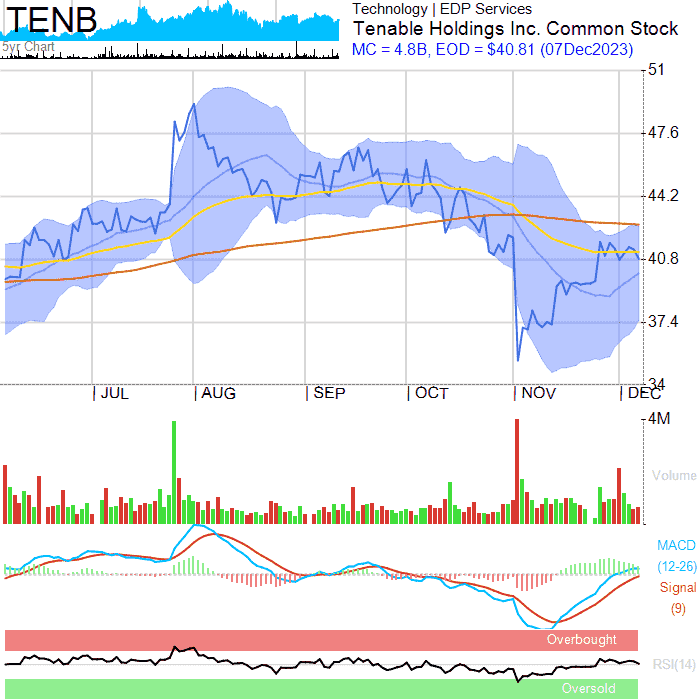 TENB
5yr Chart
Technology | EDP Services
Tenable Holdings Inc. Common Stock
MC = 4.8B, EOD = $40.81 (07Dec2023)
51
47.6
44.2
40.8
37.4
34
JUL AUG SEP OCT NOV DEC
4M
Volume
MACD
(12-26)
Signal
(9)
Overbought
RSI(14)
Oversold